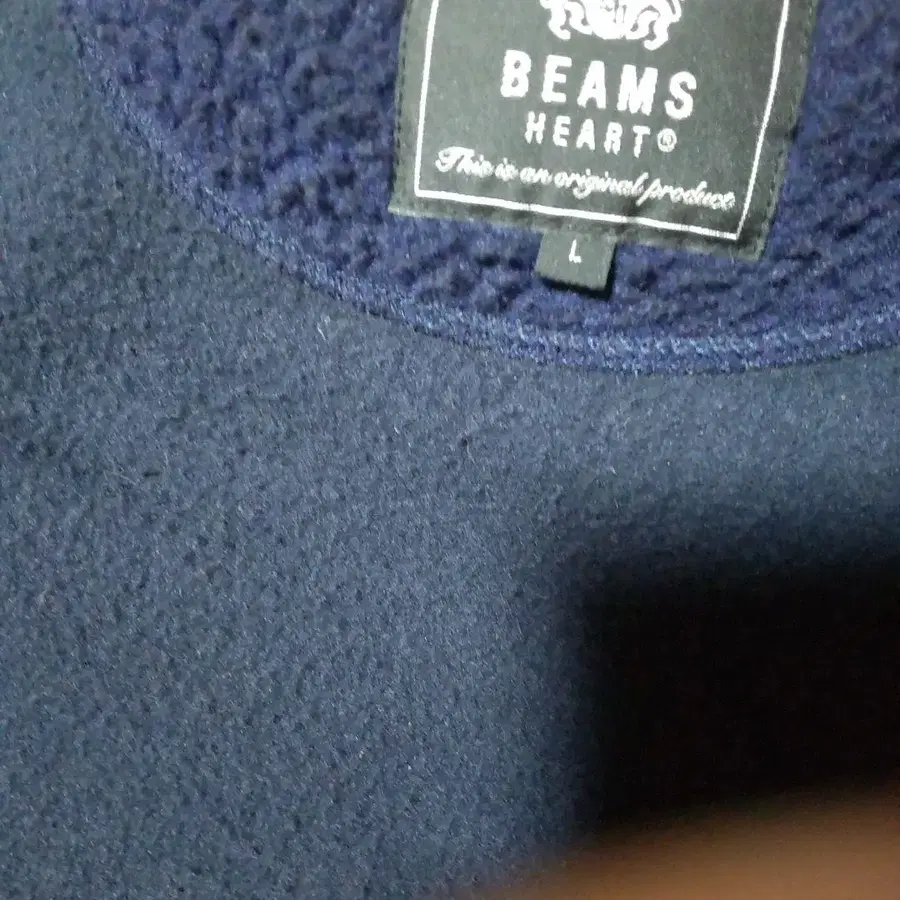 BEAMS
HEART®
This is an original product
L